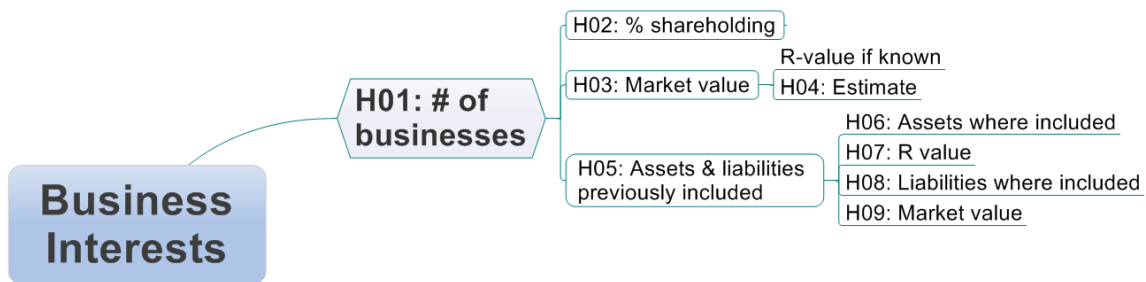 Business
Interests
H01: # of
businesses
H02: % shareholding
H03: Market value
R-value if known
H04: Estimate
H05: Assets & liabilities
previously included
H06: Assets where included
H07: R value
H08: Liabilities where included
H09: Market value